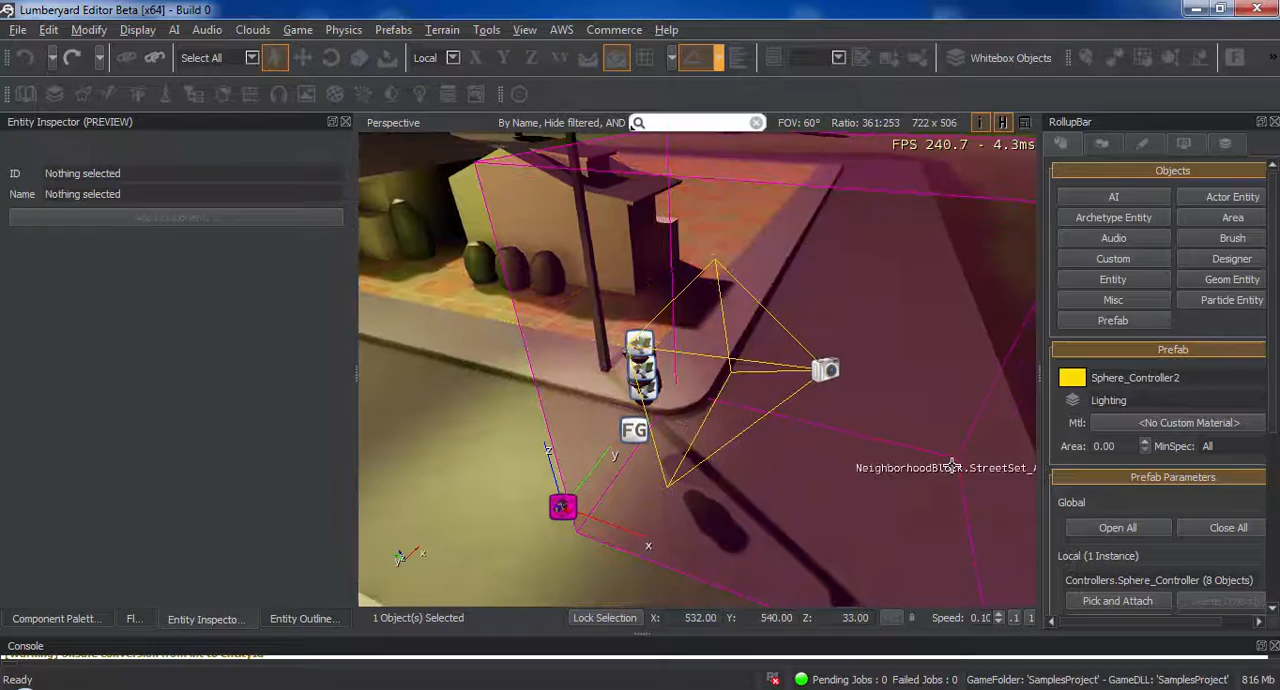 Lumberyard Editor Beta [x64] - Build 0
File Edit Modify Display AI Audio Clouds Game Physics Prefabs Terrain Tools View AWS Commerce Help
Select All Local X Y Z XY Whitebox Objects
Entity Inspector (PREVIEW)
ID Nothing selected
Name Nothing selected
Perspective By Name, Hide filtered, AND FOV: 60° Ratio: 361:253 722 x 506
FPS 240.7 - 4.3ms
FG
z
y
x
NeighborhoodBl StreetSet_A
y x
RollupBar
Objects
AI Actor Entity
Archetype Entity Area
Audio Brush
Custom Designer
Entity Geom Entity
Misc Particle Entity
Prefab
Prefab
Sphere_Controller2
Lighting
Mtl: <No Custom Material>
Area: 0.00 MinSpec: All
Prefab Parameters
Global
Open All Close All
Local (1 Instance)
Controllers.Sphere_Controller (8 Objects)
Pick and Attach
Component Palett... Fl... Entity Inspecto... Entity Outline...
1 Object(s) Selected Lock Selection X: 532.00 Y: 540.00 Z: 33.00 Speed: 0.10 .1 1
Console
Ready Pending Jobs : 0 Failed Jobs : 0 GameFolder: 'SamplesProject' - GameDLL: 'SamplesProject' 816 Mb